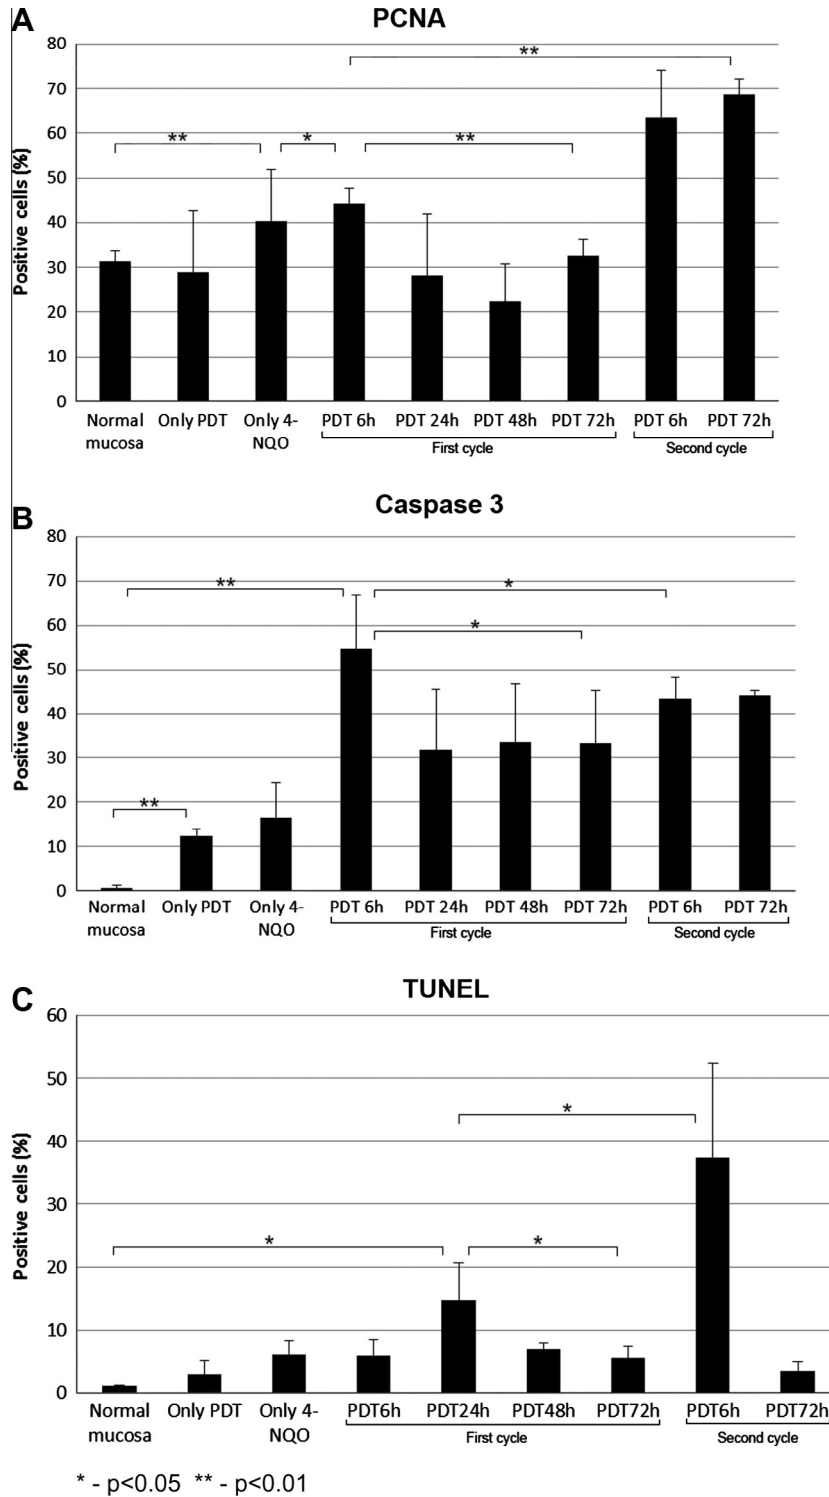 A
PCNA
Positive cells (%)
80
70
60
50
40
30
20
10
0
**
**
*
**
Normal mucosa
Only PDT
Only 4-NQO
PDT 6h
PDT 24h
PDT 48h
PDT 72h
PDT 6h
PDT 72h
First cycle
Second cycle
B
Caspase 3
Positive cells (%)
80
70
60
50
40
30
20
10
0
**
*
*
**
Normal mucosa
Only PDT
Only 4-NQO
PDT 6h
PDT 24h
PDT 48h
PDT 72h
PDT 6h
PDT 72h
First cycle
Second cycle
C
TUNEL
Positive cells (%)
60
50
40
30
20
10
0
*
*
*
Normal mucosa
Only PDT
Only 4-NQO
PDT6h
PDT24h
PDT48h
PDT72h
PDT6h
PDT72h
First cycle
Second cycle
* - p<0.05 ** - p<0.01